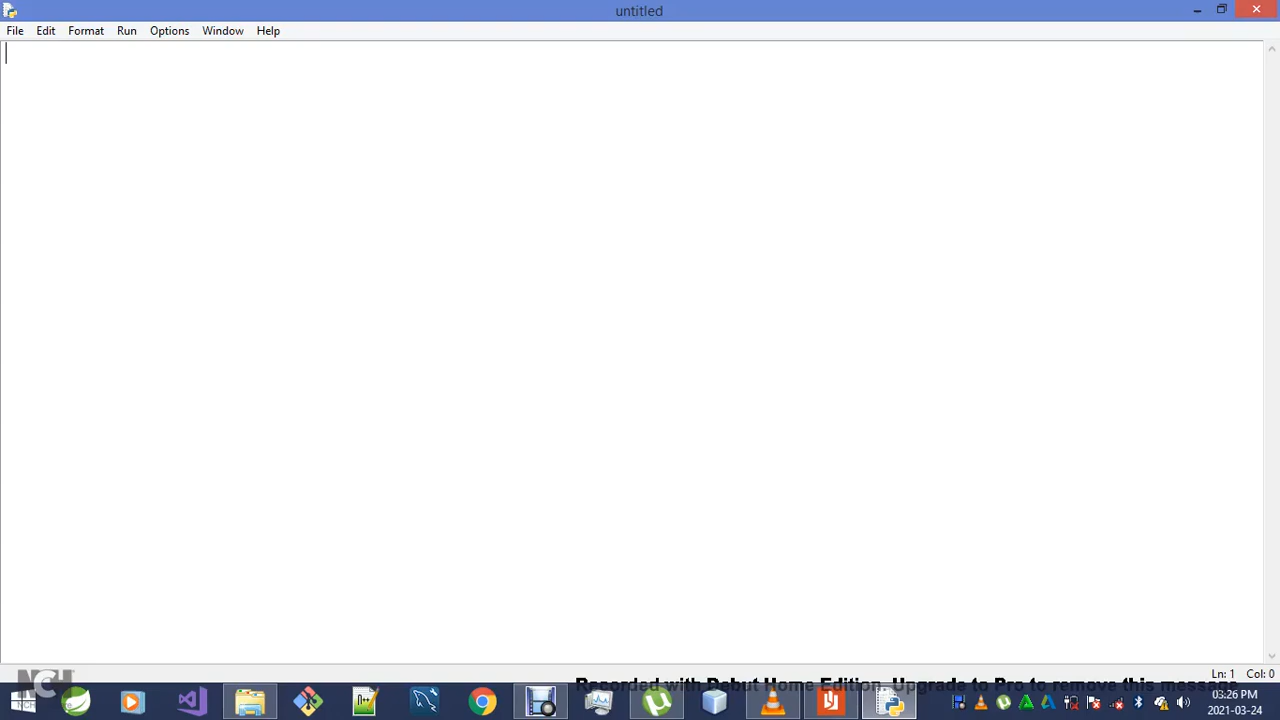 untitled
File Edit Format Run Options Window Help
Ln: 1 Col: 0
NCH
Recorded with Debut Home Edition. Upgrade to Pro to remove this message
03:26 PM
2021-03-24